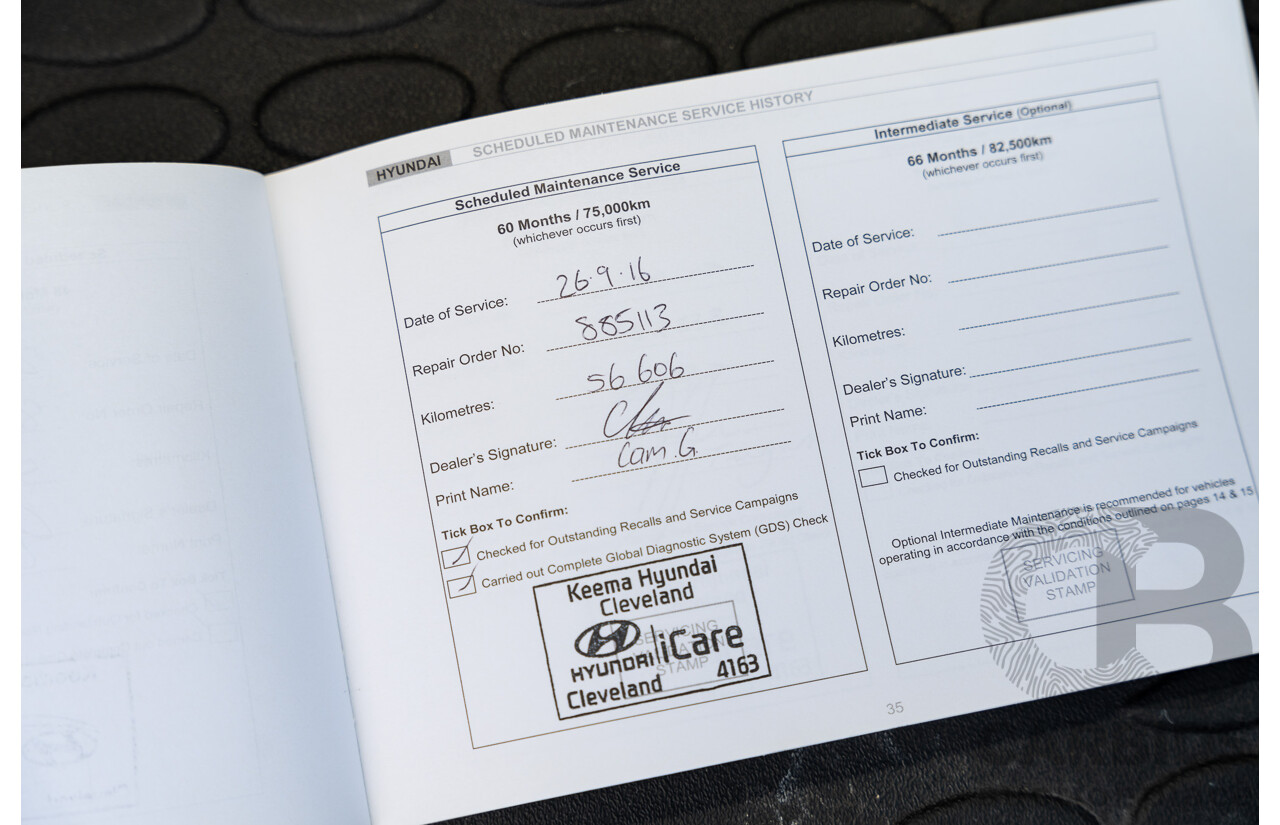 HYUNDAI SCHEDULED MAINTENANCE SERVICE HISTORY
Scheduled Maintenance Service
60 Months / 75,000km
(whichever occurs first)
Date of Service: 26.9.16
Repair Order No: 885113
Kilometres: 56 606
Dealer's Signature:
Print Name: Cam. G
Tick Box To Confirm:
Checked for Outstanding Recalls and Service Campaigns
Carried out Complete Global Diagnostic System (GDS) Check
Keema Hyundai
Cleveland
HYUNDAI iCare
Cleveland 4163
SERVICING
VALIDATION
STAMP
Intermediate Service (Optional)
66 Months / 82,500km
(whichever occurs first)
Date of Service:
Repair Order No:
Kilometres:
Dealer's Signature:
Print Name:
Tick Box To Confirm:
Checked for Outstanding Recalls and Service Campaigns
Optional Intermediate Maintenance is recommended for vehicles
operating in accordance with the conditions outlined on pages 14 & 15
SERVICING
VALIDATION
STAMP
35